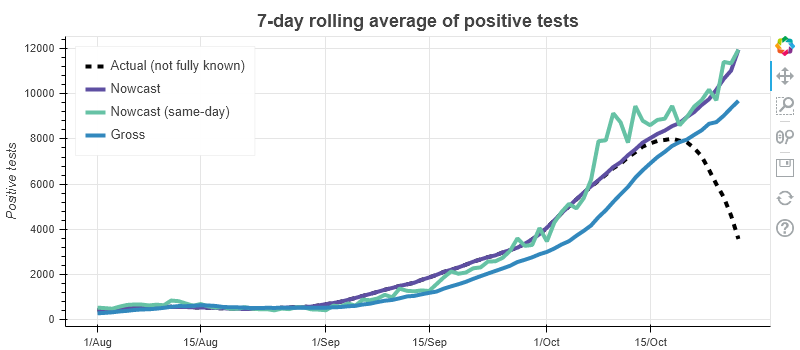 7-day rolling average of positive tests
12000
10000
8000
6000
4000
2000
0
Positive tests
Actual (not fully known)
Nowcast
Nowcast (same-day)
Gross
1/Aug
15/Aug
1/Sep
15/Sep
1/Oct
15/Oct